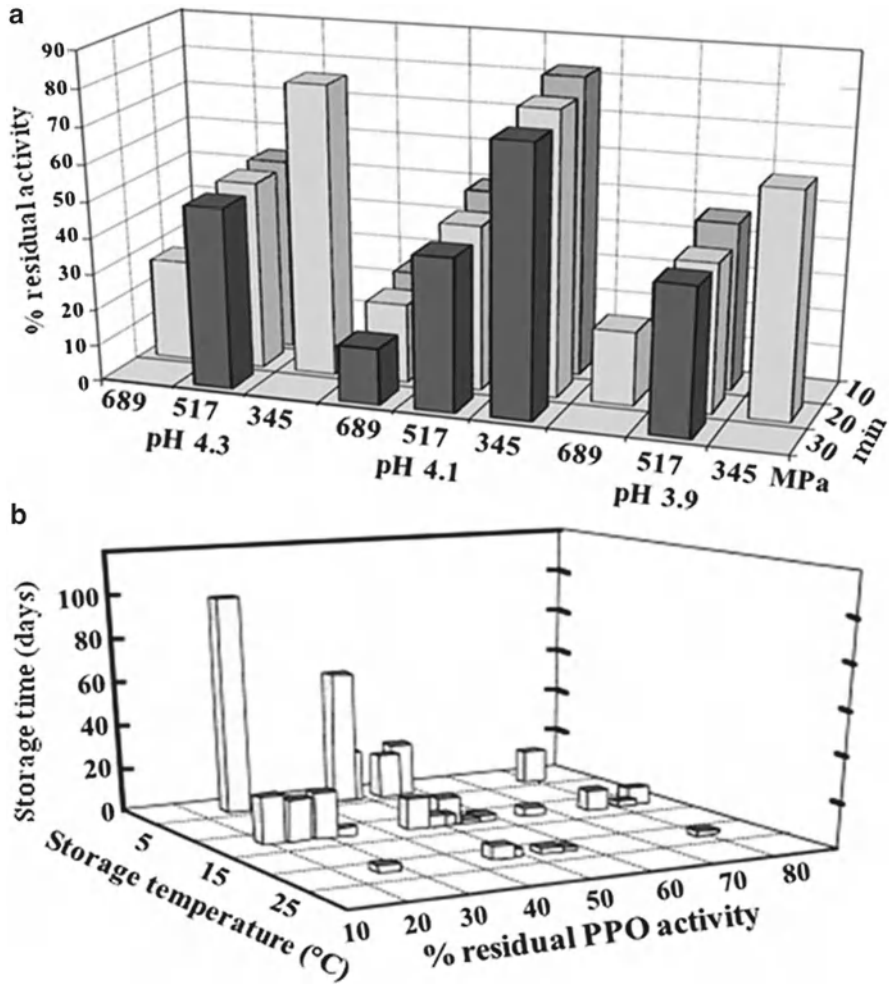 a
% residual activity
90
80
70
60
50
40
30
20
10
0
689 517 345 689 517 345 689 517 345 MPa
pH 4.3 pH 4.1 pH 3.9
10
20
30
min
b
Storage time (days)
100
80
60
40
20
0
5
15
25
Storage temperature (°C)
10 20 30 40 50 60 70 80
% residual PPO activity